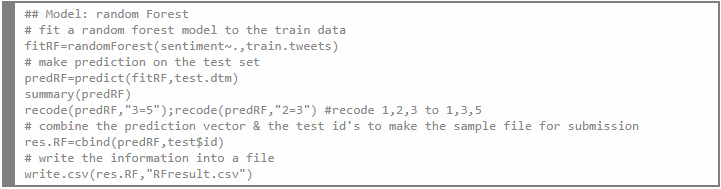 ## Model: random Forest
# fit a random forest model to the train data
fitRF=randomForest(sentiment~.,train.tweets)
# make prediction on the test set
predRF=predict(fitRF,test.dtm)
summary(predRF)
recode(predRF,"3=5");recode(predRF,"2=3") #recode 1,2,3 to 1,3,5
# combine the prediction vector & the test id's to make the sample file for submission
res.RF=cbind(predRF,test$id)
# write the information into a file
write.csv(res.RF,"RFresult.csv")